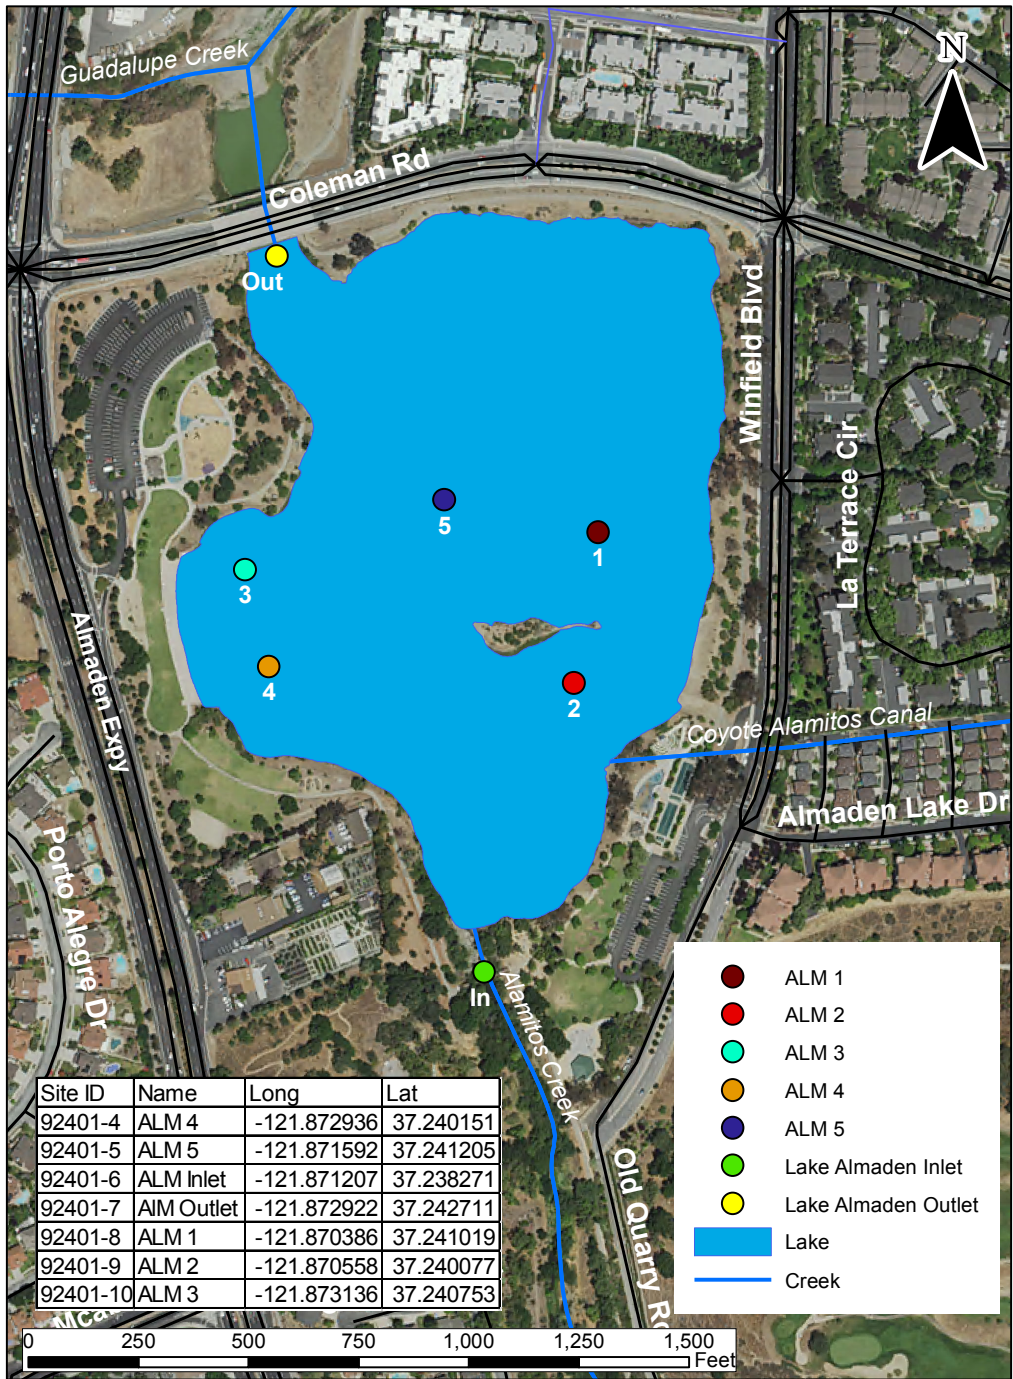 Guadalupe Creek
N
Coleman Rd
Out
Winfield Blvd
La Terrace Cir
5
1
3
4
2
Almaden Expy
Coyote Alamitos Canal
Almaden Lake Dr
Porto Alegre Dr
In
Alamitos Creek
Old Quarry Rd
ALM 1
ALM 2
ALM 3
ALM 4
ALM 5
Lake Almaden Inlet
Lake Almaden Outlet
Lake
Creek
Site ID Name Long Lat
92401-4 ALM 4 -121.872936 37.240151
92401-5 ALM 5 -121.871592 37.241205
92401-6 ALM Inlet -121.871207 37.238271
92401-7 AlM Outlet -121.872922 37.242711
92401-8 ALM 1 -121.870386 37.241019
92401-9 ALM 2 -121.870558 37.240077
92401-10 ALM 3 -121.873136 37.240753
0 250 500 750 1,000 1,250 1,500
Feet